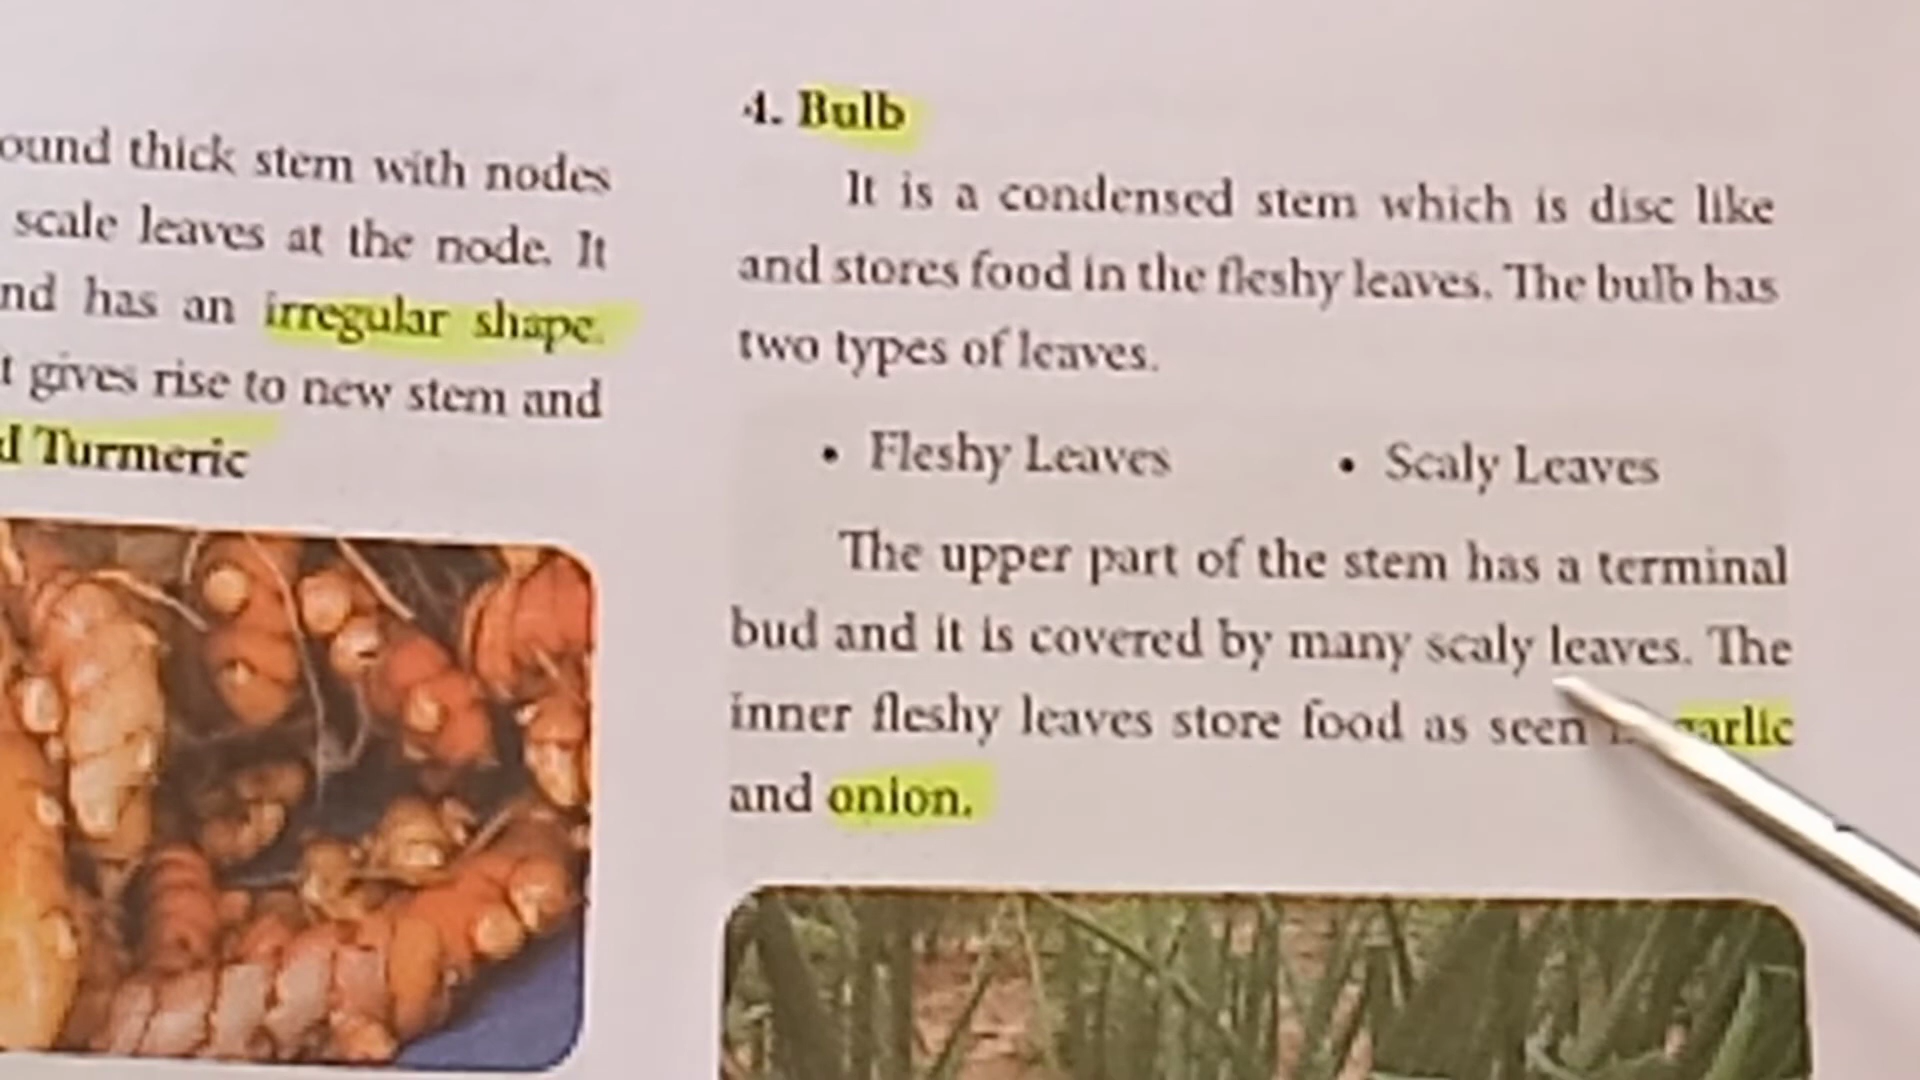 ound thick stem with nodes
scale leaves at the node. It
nd has an irregular shape.
t gives rise to new stem and
d Turmeric
4. Bulb
It is a condensed stem which is disc like
and stores food in the fleshy leaves. The bulb has
two types of leaves.
• Fleshy Leaves • Scaly Leaves
The upper part of the stem has a terminal
bud and it is covered by many scaly leaves. The
inner fleshy leaves store food as seen garlic
and onion.